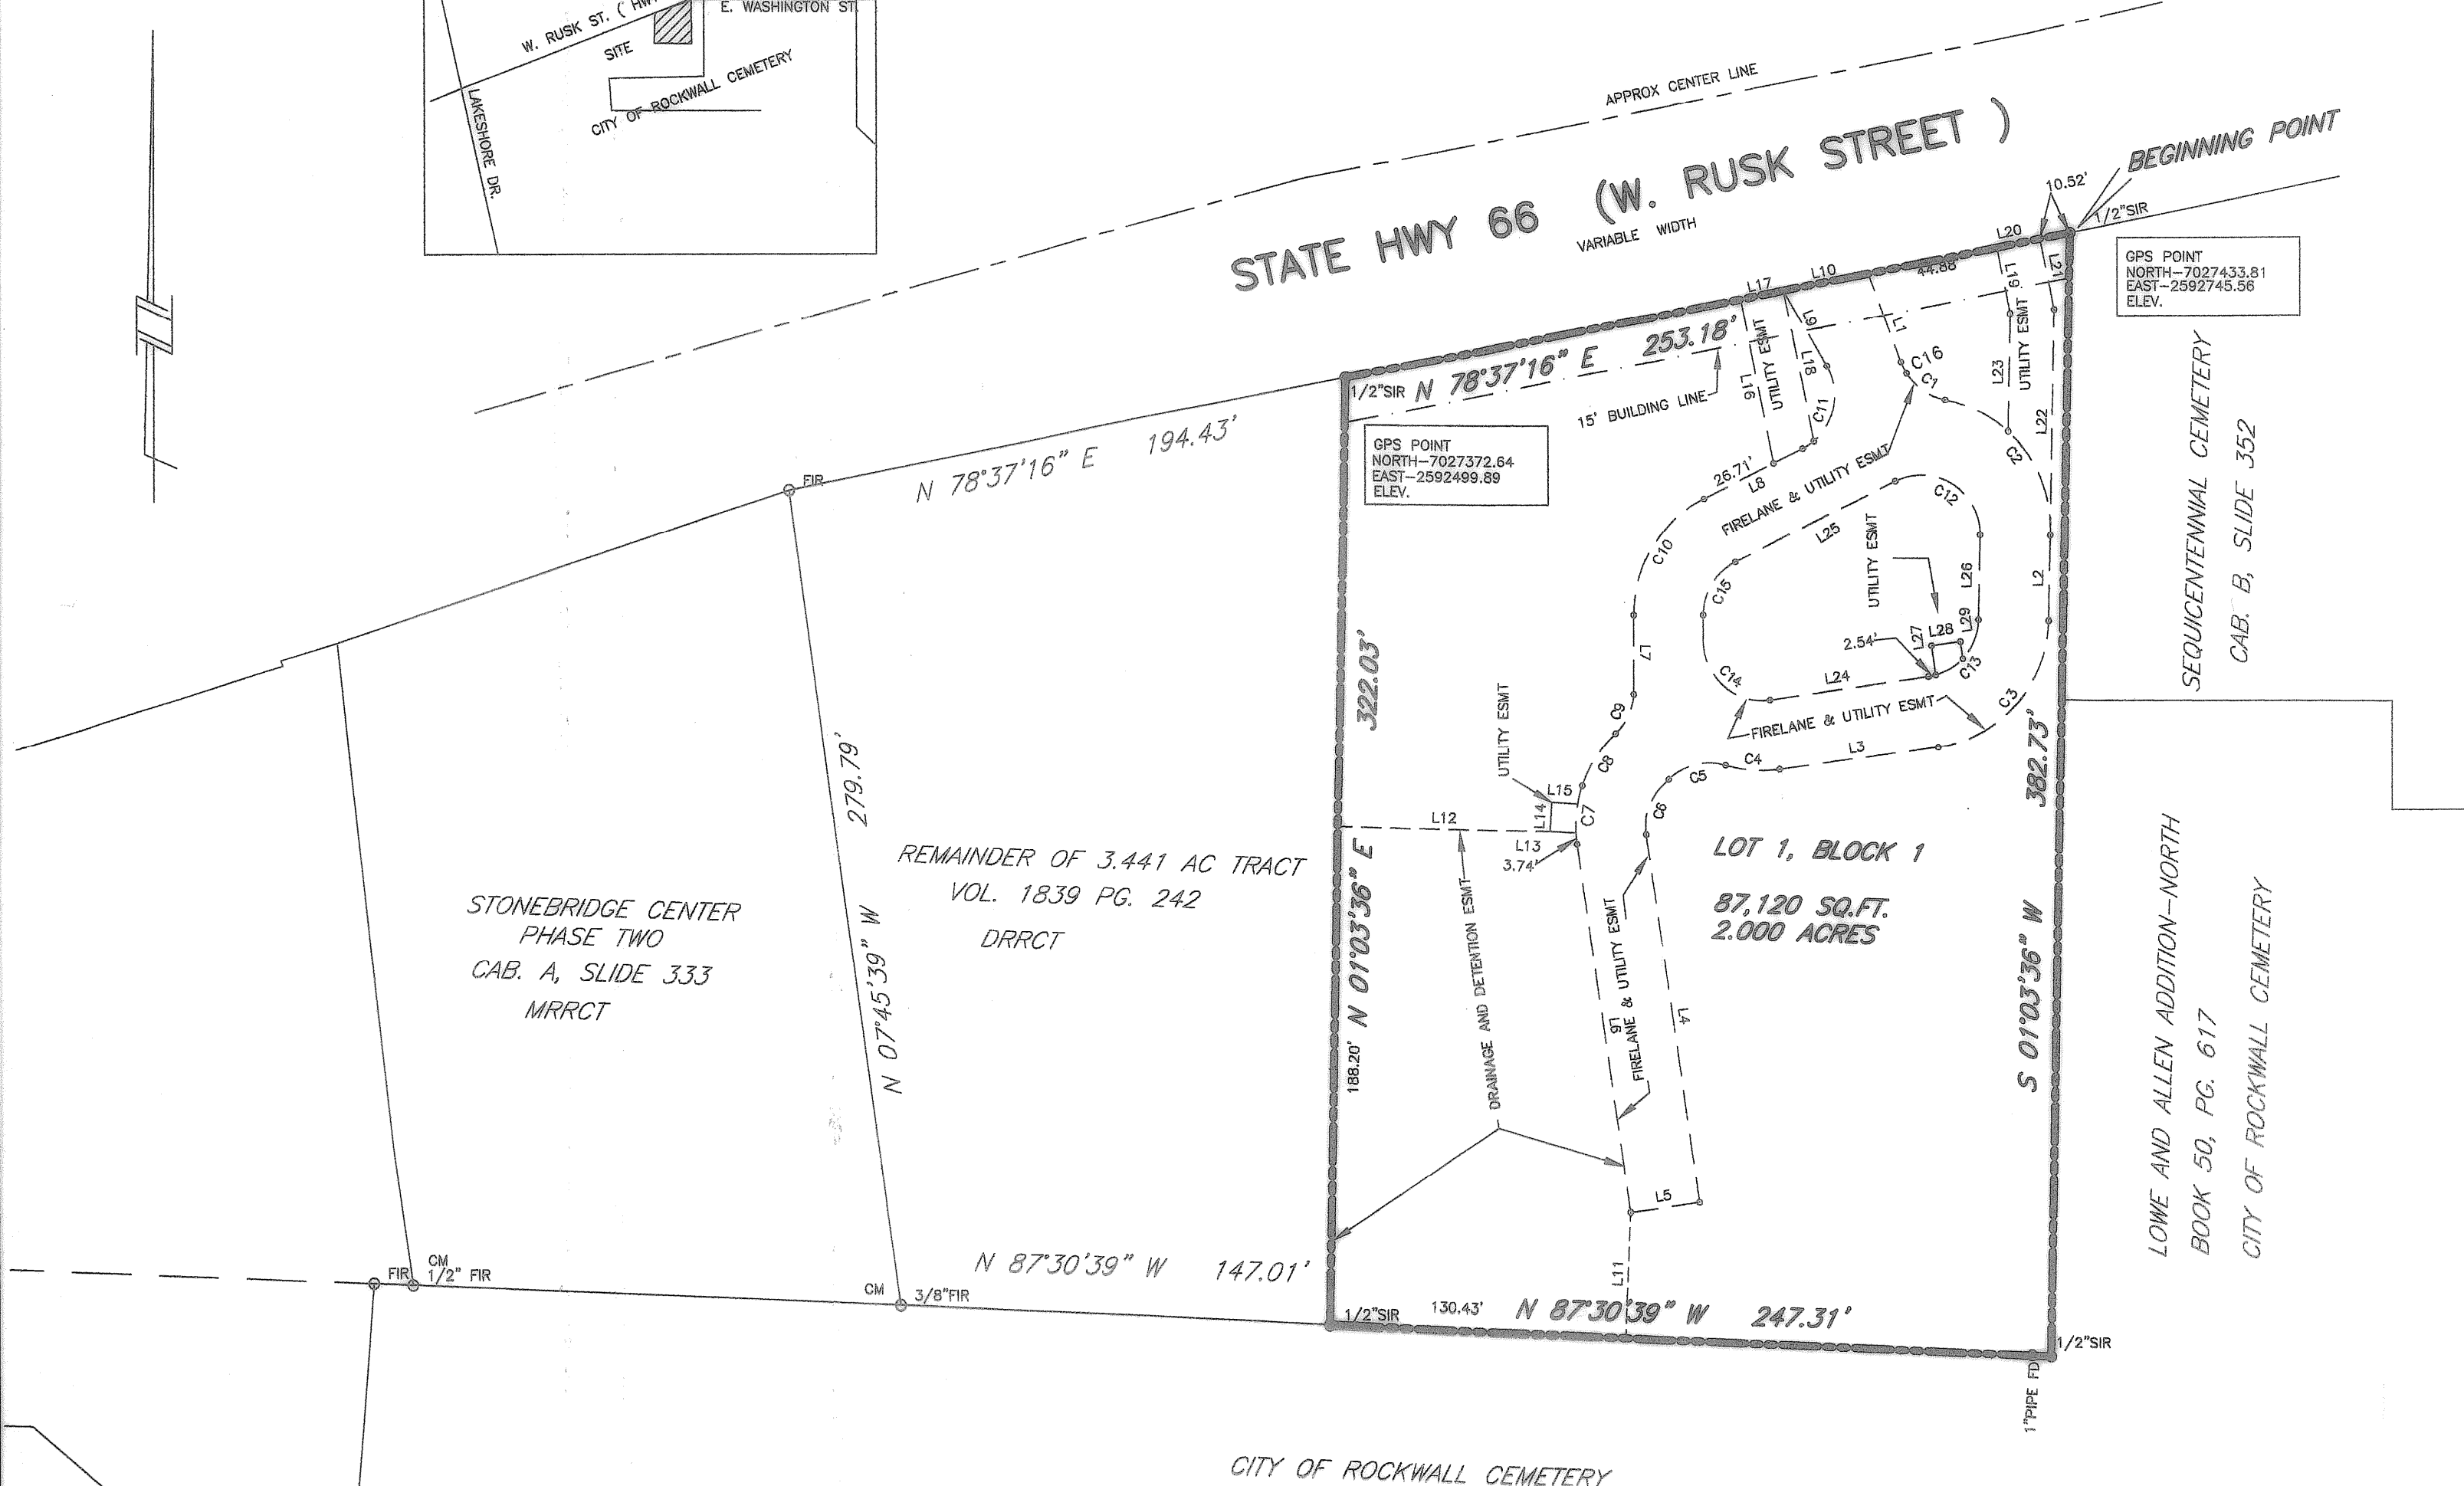 E. WASHINGTON ST.
W. RUSK ST. ( HWY
SITE
CITY OF ROCKWALL CEMETERY
LAKESHORE DR.
APPROX CENTER LINE
STATE HWY 66 (W. RUSK STREET )
VARIABLE WIDTH
BEGINNING POINT
10.52'
1/2"SIR
L20
GPS POINT
NORTH-7027433.81
EAST-2592745.56
ELEV.
L17
L10
44.88'
L19
L21
N 78°37'16" E 253.18'
1/2"SIR
15' BUILDING LINE
L16
UTILITY ESMT
L18
L9
C11
L1
C16
C1
L23
UTILITY ESMT
L22
C2
GPS POINT
NORTH-7027372.64
EAST-2592499.89
ELEV.
N 78°37'16" E 194.43'
FIR
26.71'
L8
FIRELANE & UTILITY ESMT
C10
L25
C12
C15
UTILITY ESMT
L26
L2
L27
L28
L29
2.54'
C13
L7
C14
L24
FIRELANE & UTILITY ESMT
C3
322.03'
UTILITY ESMT
C9
C8
L3
C4
C5
C6
L15
L14
C7
L12
L13
3.74'
382.73'
SEQUICENTENNIAL CEMETERY
CAB. B, SLIDE 352
279.79'
N 07°45'39" W
REMAINDER OF 3.441 AC TRACT
VOL. 1839 PG. 242
DRRCT
STONEBRIDGE CENTER
PHASE TWO
CAB. A, SLIDE 333
MRRCT
LOT 1, BLOCK 1
87,120 SQ.FT.
2.000 ACRES
N 01°03'36" E
188.20'
DRAINAGE AND DETENTION ESMT
L6
FIRELANE & UTILITY ESMT
FIRELANE & UTILITY ESMT
L4
S 01°03'36" W
LOWE AND ALLEN ADDITION-NORTH
BOOK 50, PG. 617
CITY OF ROCKWALL CEMETERY
L5
L11
FIR
CM
1/2" FIR
CM
3/8"FIR
N 87°30'39" W 147.01'
1/2"SIR
130.43'
N 87°30'39" W 247.31'
1/2"SIR
1"PIPE FD
CITY OF ROCKWALL CEMETERY